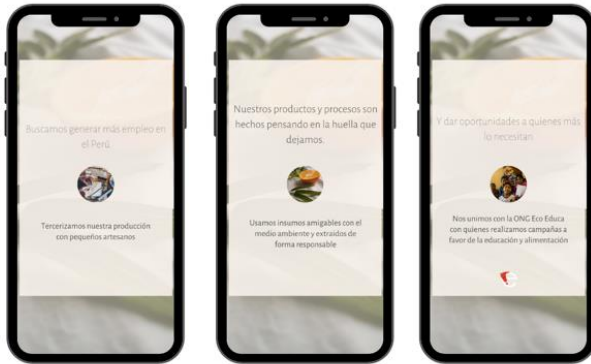 Buscamos generar más empleo en
el Perú
Tercerizamos nuestra producción
con pequeños artesanos
Nuestros productos y procesos son
hechos pensando en la huella que
dejamos.
Usamos insumos amigables con el
medio ambiente y extraidos de
forma responsable
Y dar oportunidades a quienes más
lo necesitan
Nos unimos con la ONG Eco Educa
con quienes realizamos campañas a
favor de la educación y alimentación